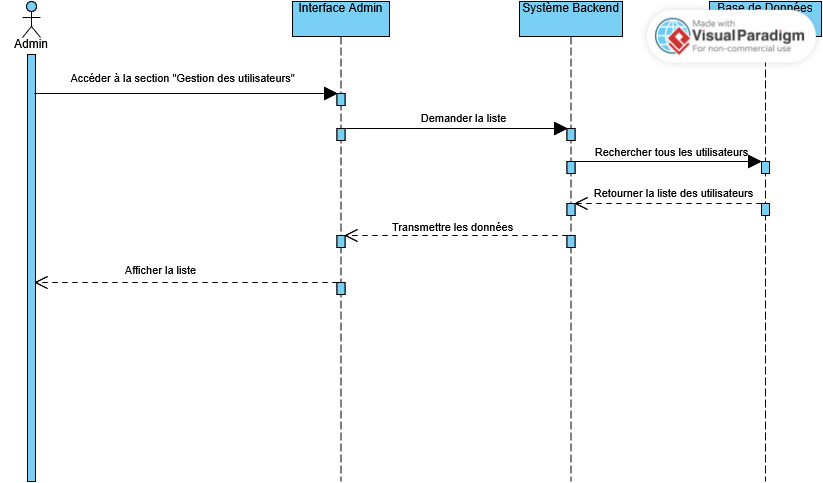 Interface Admin
Système Backend
Base de Données
Made with
VisualParadigm
For non-commercial use
Admin
Accéder à la section "Gestion des utilisateurs"
Demander la liste
Rechercher tous les utilisateurs
Retourner la liste des utilisateurs
Transmettre les données
Afficher la liste